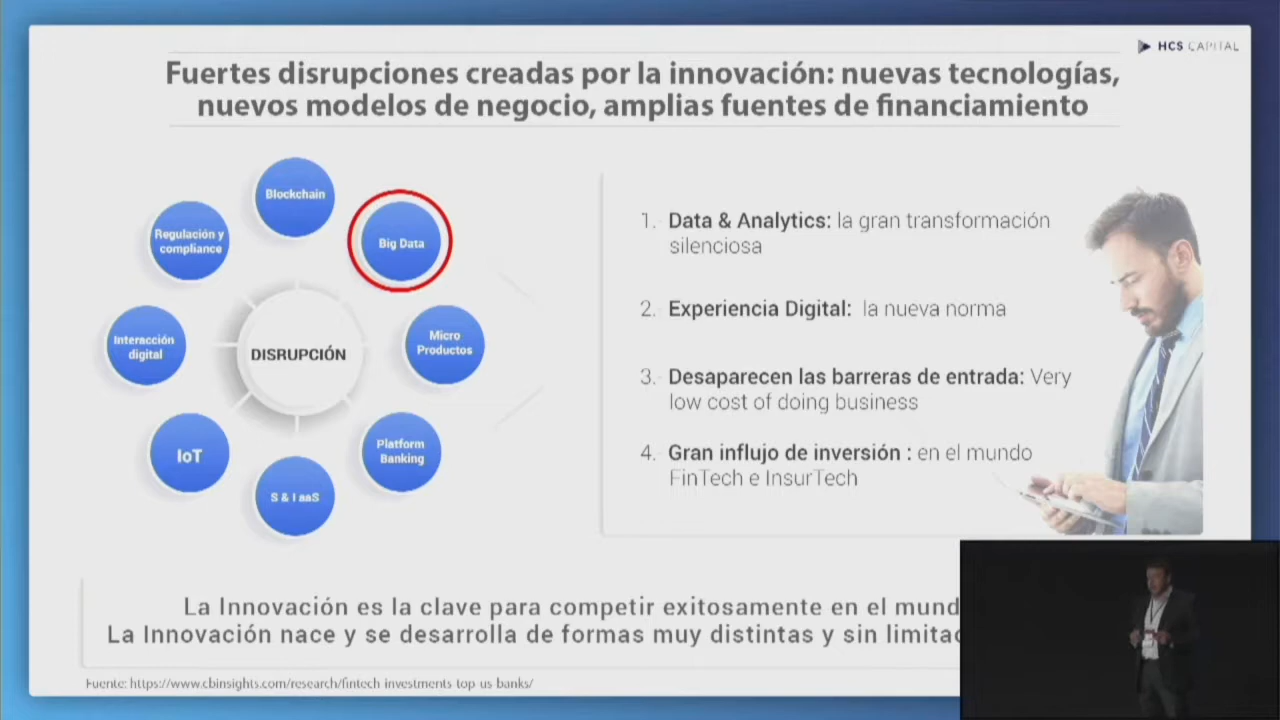 HCS CAPITAL
Fuertes disrupciones creadas por la innovación: nuevas tecnologías,
nuevos modelos de negocio, amplias fuentes de financiamiento
Blockchain
Big Data
Regulación y
compliance
Interacción
digital
DISRUPCIÓN
Micro
Productos
IoT
Platform
Banking
S & I aaS
1. Data & Analytics: la gran transformación
silenciosa
2. Experiencia Digital: la nueva norma
3. Desaparecen las barreras de entrada: Very
low cost of doing business
4. Gran influjo de inversión : en el mundo
FinTech e InsurTech
La Innovación es la clave para competir exitosamente en el
La Innovación nace y se desarrolla de formas muy distintas y sin
Fuente: https://www.cbinsights.com/research/fintech investments top us banks/